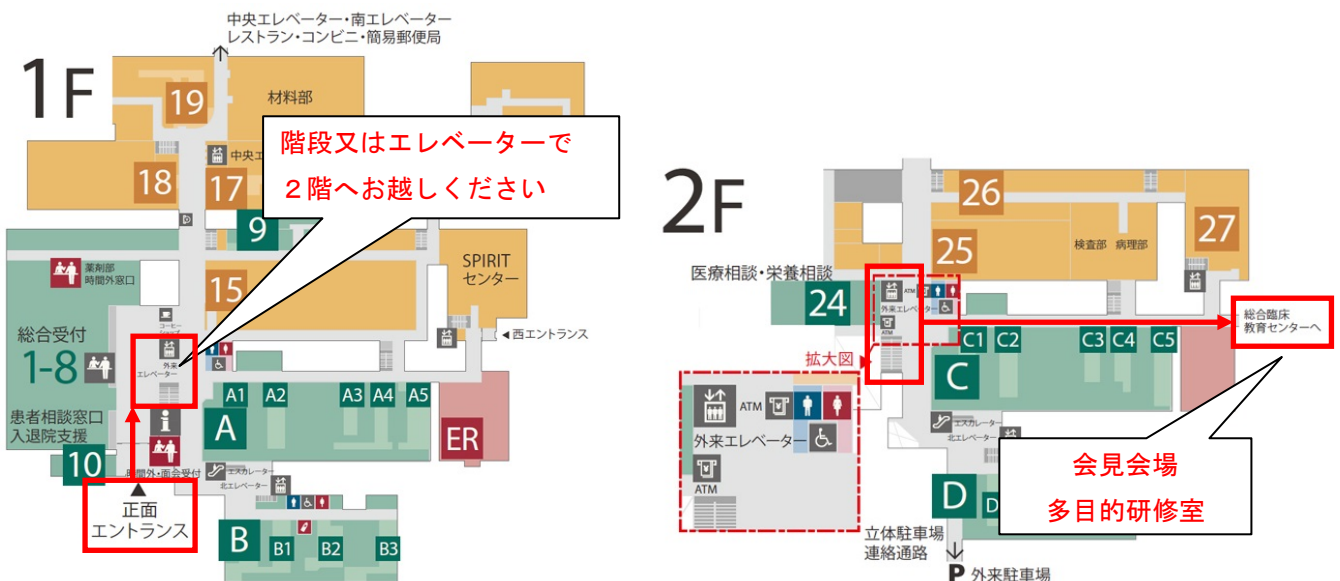 中央エレベーター・南エレベーター
レストラン・コンビニ・簡易郵便局
1F
19
材料部
階段又はエレベーターで
２階へお越しください
中央エ
18
17
9
薬剤部
時間外窓口
15
SPIRIT
センター
コーヒー
ショップ
総合受付
1-8
外来
エレベーター
◀西エントランス
A1
A2
A3
A4
A5
患者相談窓口
入退院支援
A
ER
10
時間外・面会受付
エスカレーター
北エレベーター
正面
エントランス
B
B1
B2
B3
2F
26
27
25
検査部
病理部
医療相談・栄養相談
24
ATM
外来エレベーター
ATM
総合臨床
教育センターへ
拡大図
C1
C2
C3
C4
C5
C
ATM
外来エレベーター
ATM
エスカレーター
北エレベーター
会見会場
多目的研修室
D
D
立体駐車場
連絡通路
P 外来駐車場